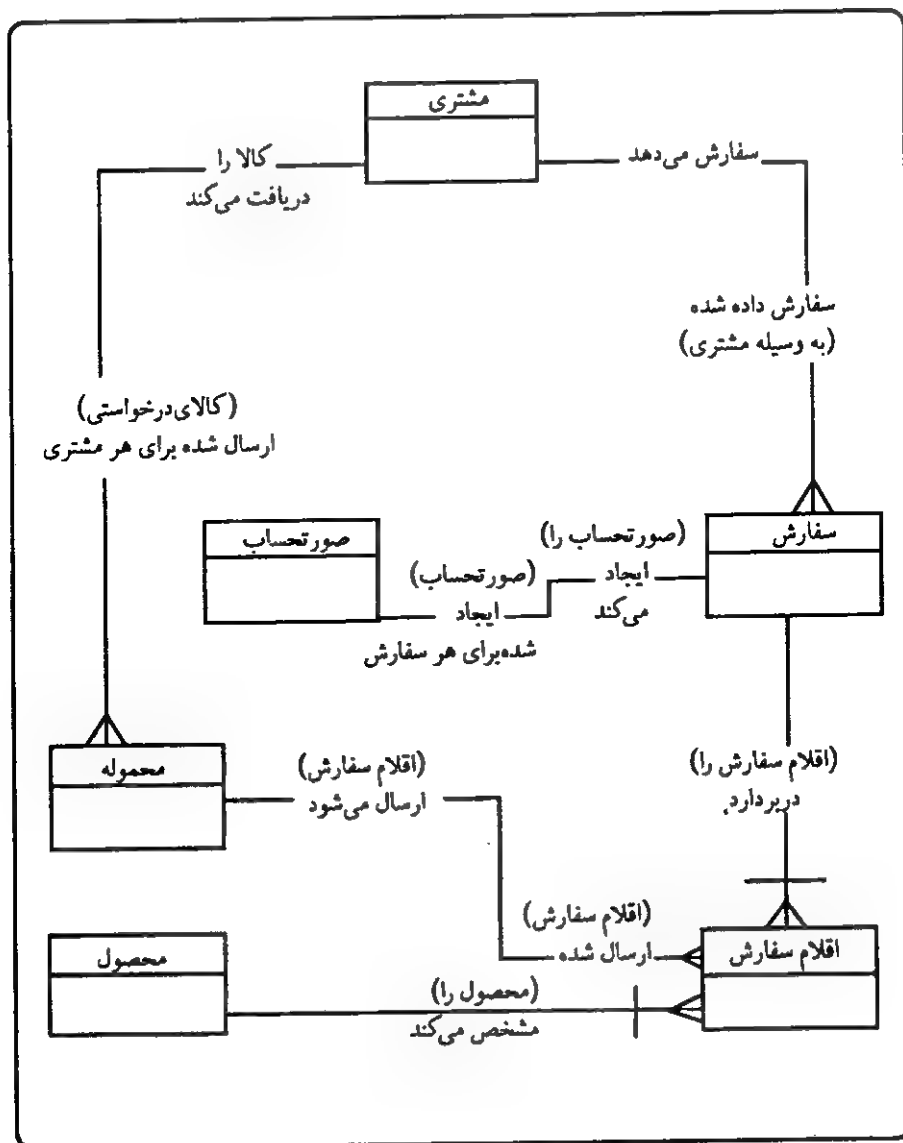 مشتری
سفارش می‌دهد
کالا را
دریافت می‌کند
سفارش داده شده
(به وسیله مشتری)
(کالای‌درخواستی)
ارسال شده برای هر مشتری
سفارش
(صورتحساب را)
ایجاد
می‌کند
صورتحساب
(صورتحساب)
ایجاد
شده‌برای هر سفارش
محموله
(اقلام سفارش)
ارسال می‌شود
(اقلام سفارش را)
دربردارد
(اقلام سفارش)
ارسال شده
اقلام سفارش
محصول
(محصول را)
مشخص می‌کند